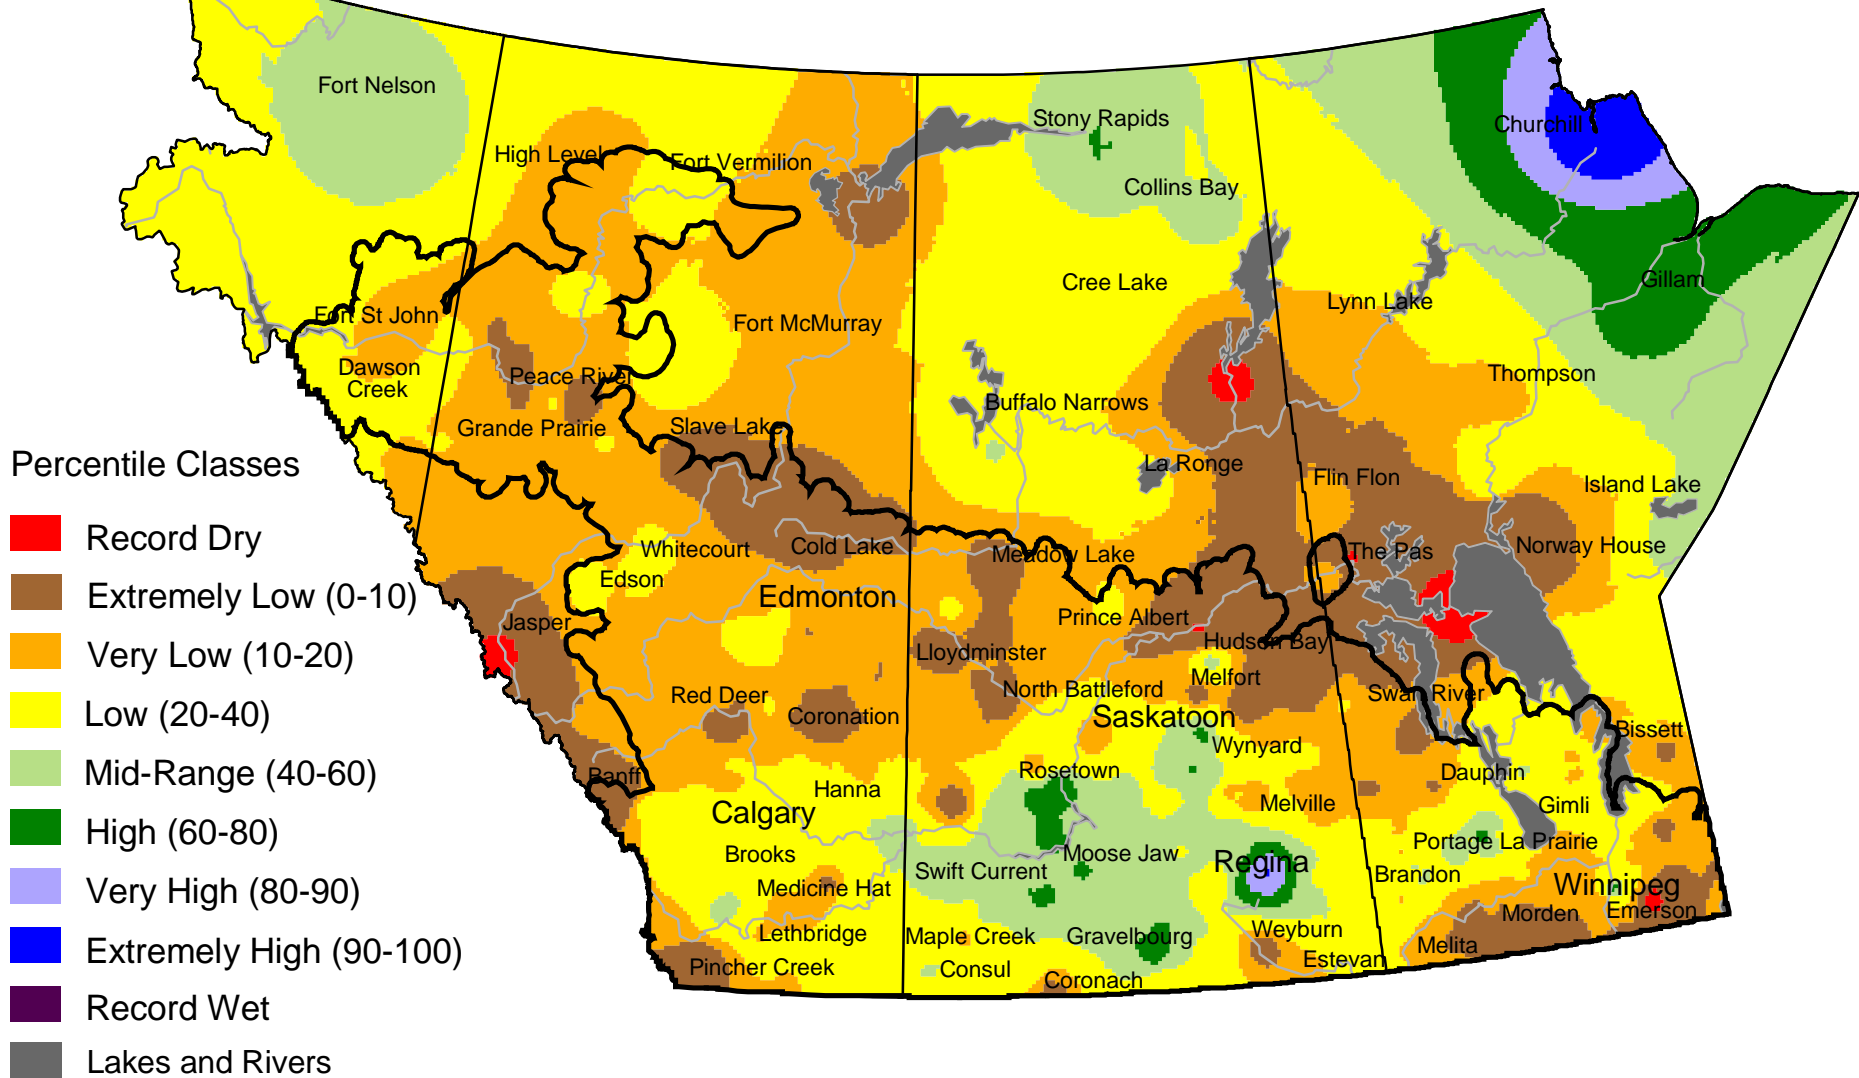 Fort Nelson
Stony Rapids
Churchill
High Level
Fort Vermilion
Collins Bay
Cree Lake
Gillam
Lynn Lake
Fort St John
Fort McMurray
Dawson
Creek
Peace River
Thompson
Buffalo Narrows
Grande Prairie
Slave Lake
La Ronge
Flin Flon
Island Lake
Whitecourt
Cold Lake
Meadow Lake
The Pas
Norway House
Edson
Edmonton
Jasper
Prince Albert
Hudson Bay
Lloydminster
Melfort
Red Deer
North Battleford
Swan River
Coronation
Saskatoon
Wynyard
Bissett
Banff
Rosetown
Dauphin
Hanna
Calgary
Melville
Gimli
Portage La Prairie
Brooks
Moose Jaw
Regina
Swift Current
Brandon
Medicine Hat
Winnipeg
Morden
Emerson
Lethbridge
Maple Creek
Gravelbourg
Weyburn
Melita
Pincher Creek
Consul
Estevan
Coronach
Percentile Classes
Record Dry
Extremely Low (0-10)
Very Low (10-20)
Low (20-40)
Mid-Range (40-60)
High (60-80)
Very High (80-90)
Extremely High (90-100)
Record Wet
Lakes and Rivers